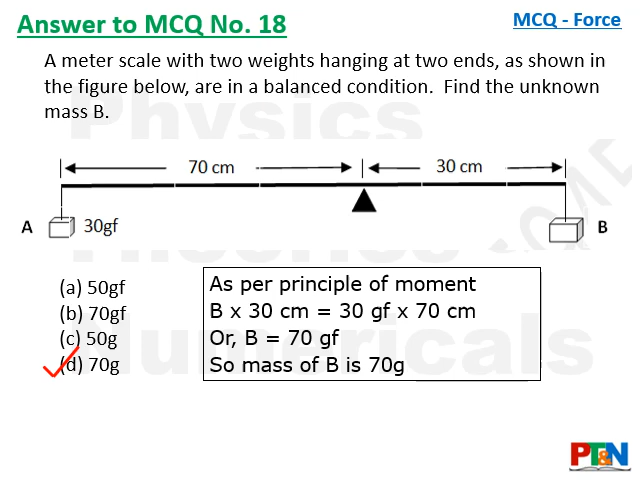 Answer to MCQ No. 18
MCQ - Force
A meter scale with two weights hanging at two ends, as shown in
the figure below, are in a balanced condition. Find the unknown
mass B.
Physics
70 cm
30 cm
A
30gf
B
(a) 50gf
(b) 70gf
(c) 50g
(d) 70g
As per principle of moment
B x 30 cm = 30 gf x 70 cm
Or, B = 70 gf
So mass of B is 70g
Numericals
PT&N